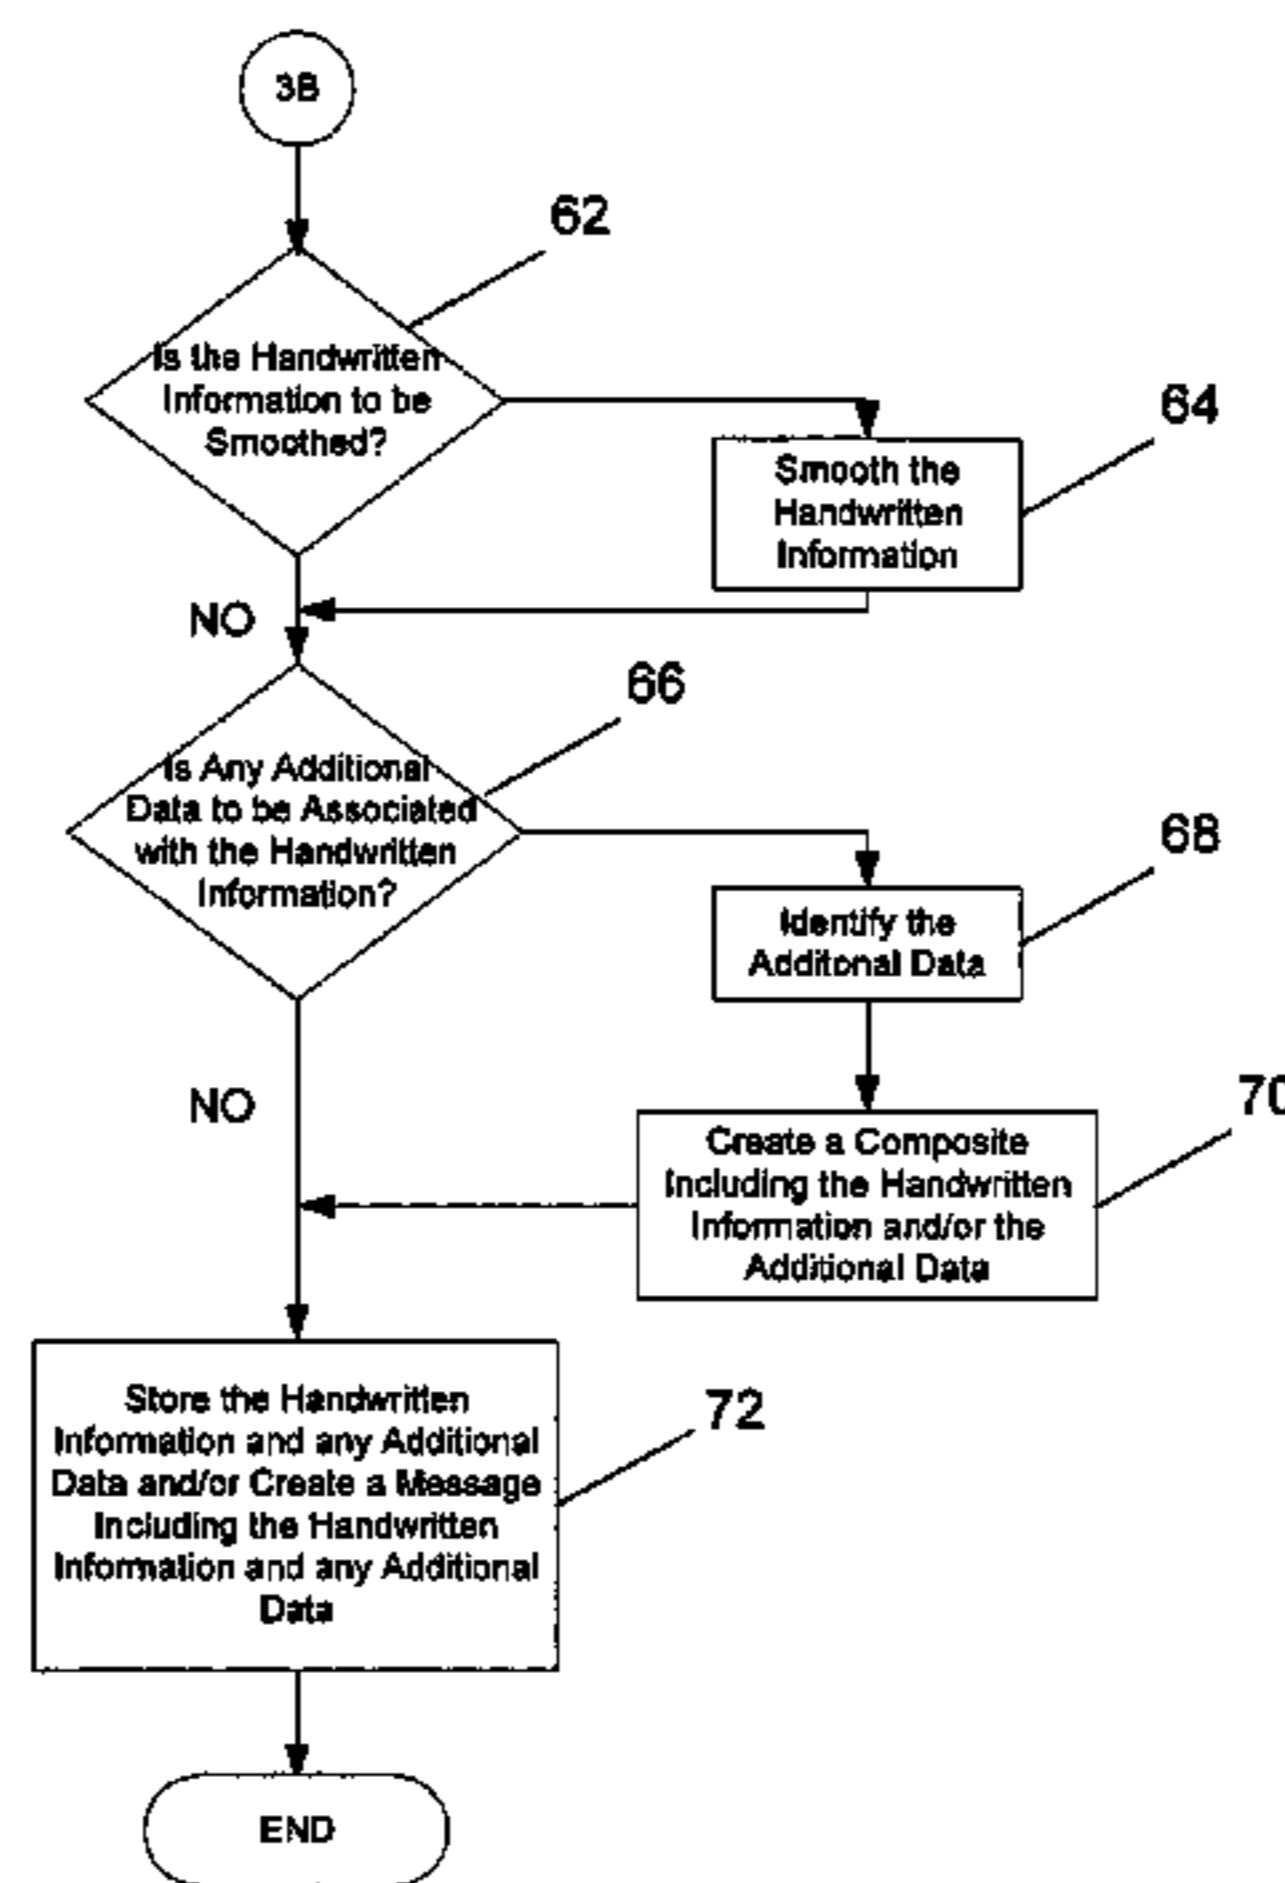 3B
62
Is the Handwritten
Information to be
Smoothed?
64
Smooth the
Handwritten
Information
NO
66
Is Any Additional
Data to be Associated
with the Handwritten
Information?
68
Identify the
Additonal Data
NO
70
Create a Composite
Including the Handwritten
Information and/or the
Additional Data
Store the Handwritten
Information and any Additional
Data and/or Create a Message
Including the Handwritten
Information and any Additional
Data
72
END